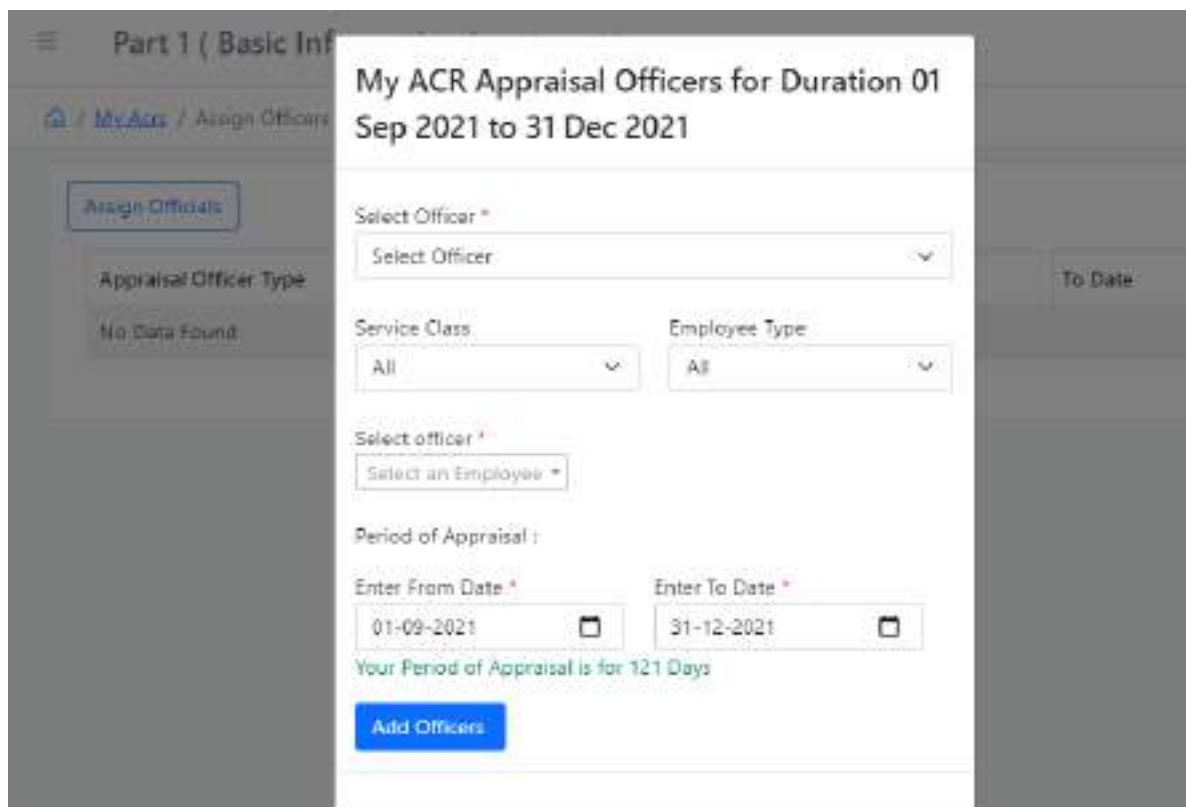 Part 1 ( Basic Inf
My ACR Appraisal Officers for Duration 01
Sep 2021 to 31 Dec 2021
/ My Acrs / Assign Officers
Assign Officials
Appraisal Officer Type
To Date
No Data Found
Select Officer *
Select Officer
Service Class
Employee Type
All
All
Select officer *
Select an Employee
Period of Appraisal :
Enter From Date *
Enter To Date *
01-09-2021
31-12-2021
Your Period of Appraisal is for 121 Days
Add Officers